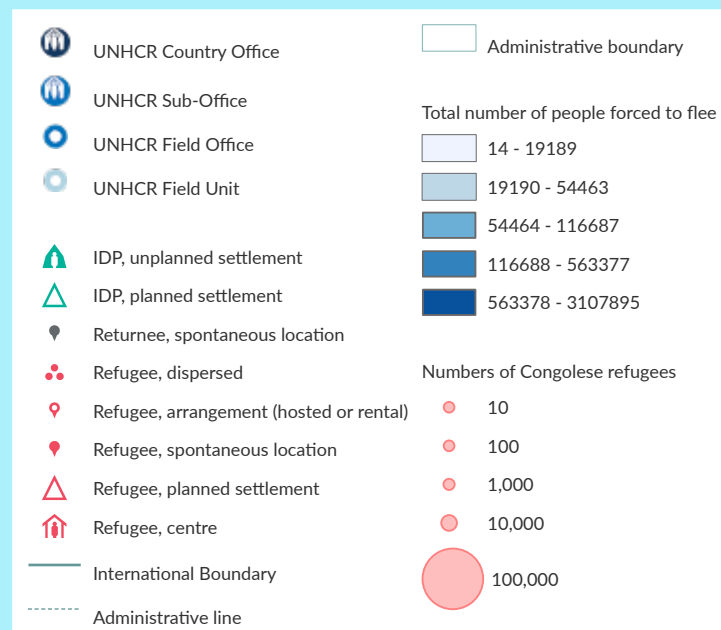 UNHCR Country Office
UNHCR Sub-Office
UNHCR Field Office
UNHCR Field Unit
IDP, unplanned settlement
IDP, planned settlement
Returnee, spontaneous location
Refugee, dispersed
Refugee, arrangement (hosted or rental)
Refugee, spontaneous location
Refugee, planned settlement
Refugee, centre
International Boundary
Administrative line
Administrative boundary
Total number of people forced to flee
14 - 19189
19190 - 54463
54464 - 116687
116688 - 563377
563378 - 3107895
Numbers of Congolese refugees
10
100
1,000
10,000
100,000